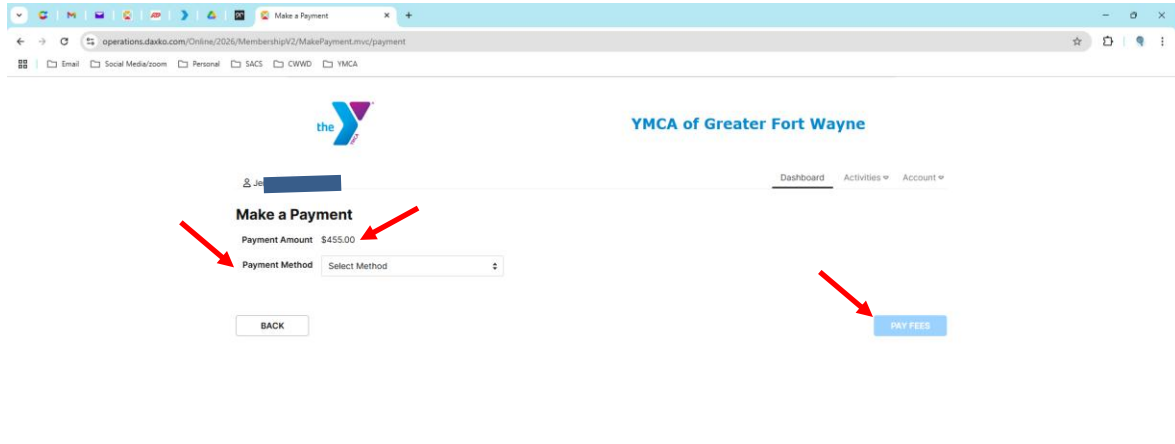 Make a Payment
operations.daxko.com/Online/2026/MembershipV2/MakePayment.mvc/payment
Email Social Media/zoom Personal SACS CWWD YMCA
the Y YMCA of Greater Fort Wayne
Dashboard Activities Account
Make a Payment
Payment Amount $455.00
Payment Method Select Method
BACK PAY FEES